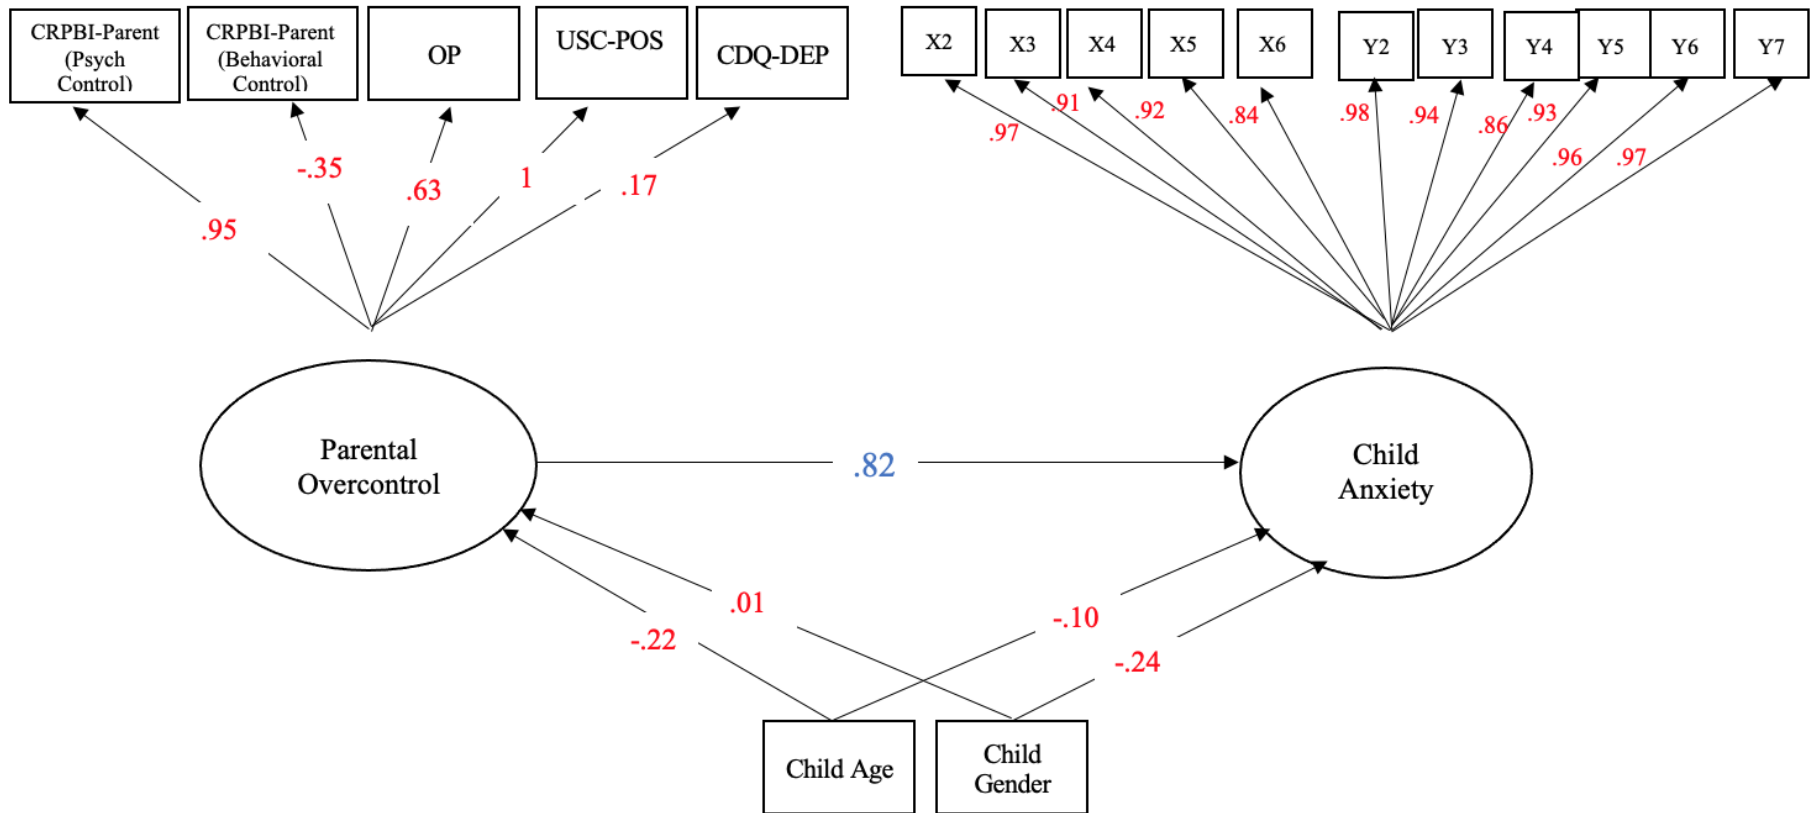 CRPBI-Parent
(Psych
Control)
CRPBI-Parent
(Behavioral
Control)
OP
USC-POS
CDQ-DEP
X2
X3
X4
X5
X6
Y2
Y3
Y4
Y5
Y6
Y7
.95
-.35
.63
1
.17
.97
.91
.92
.84
.98
.94
.86
.93
.96
.97
Parental
Overcontrol
.82
Child
Anxiety
.01
-.22
-.10
-.24
Child Age
Child
Gender